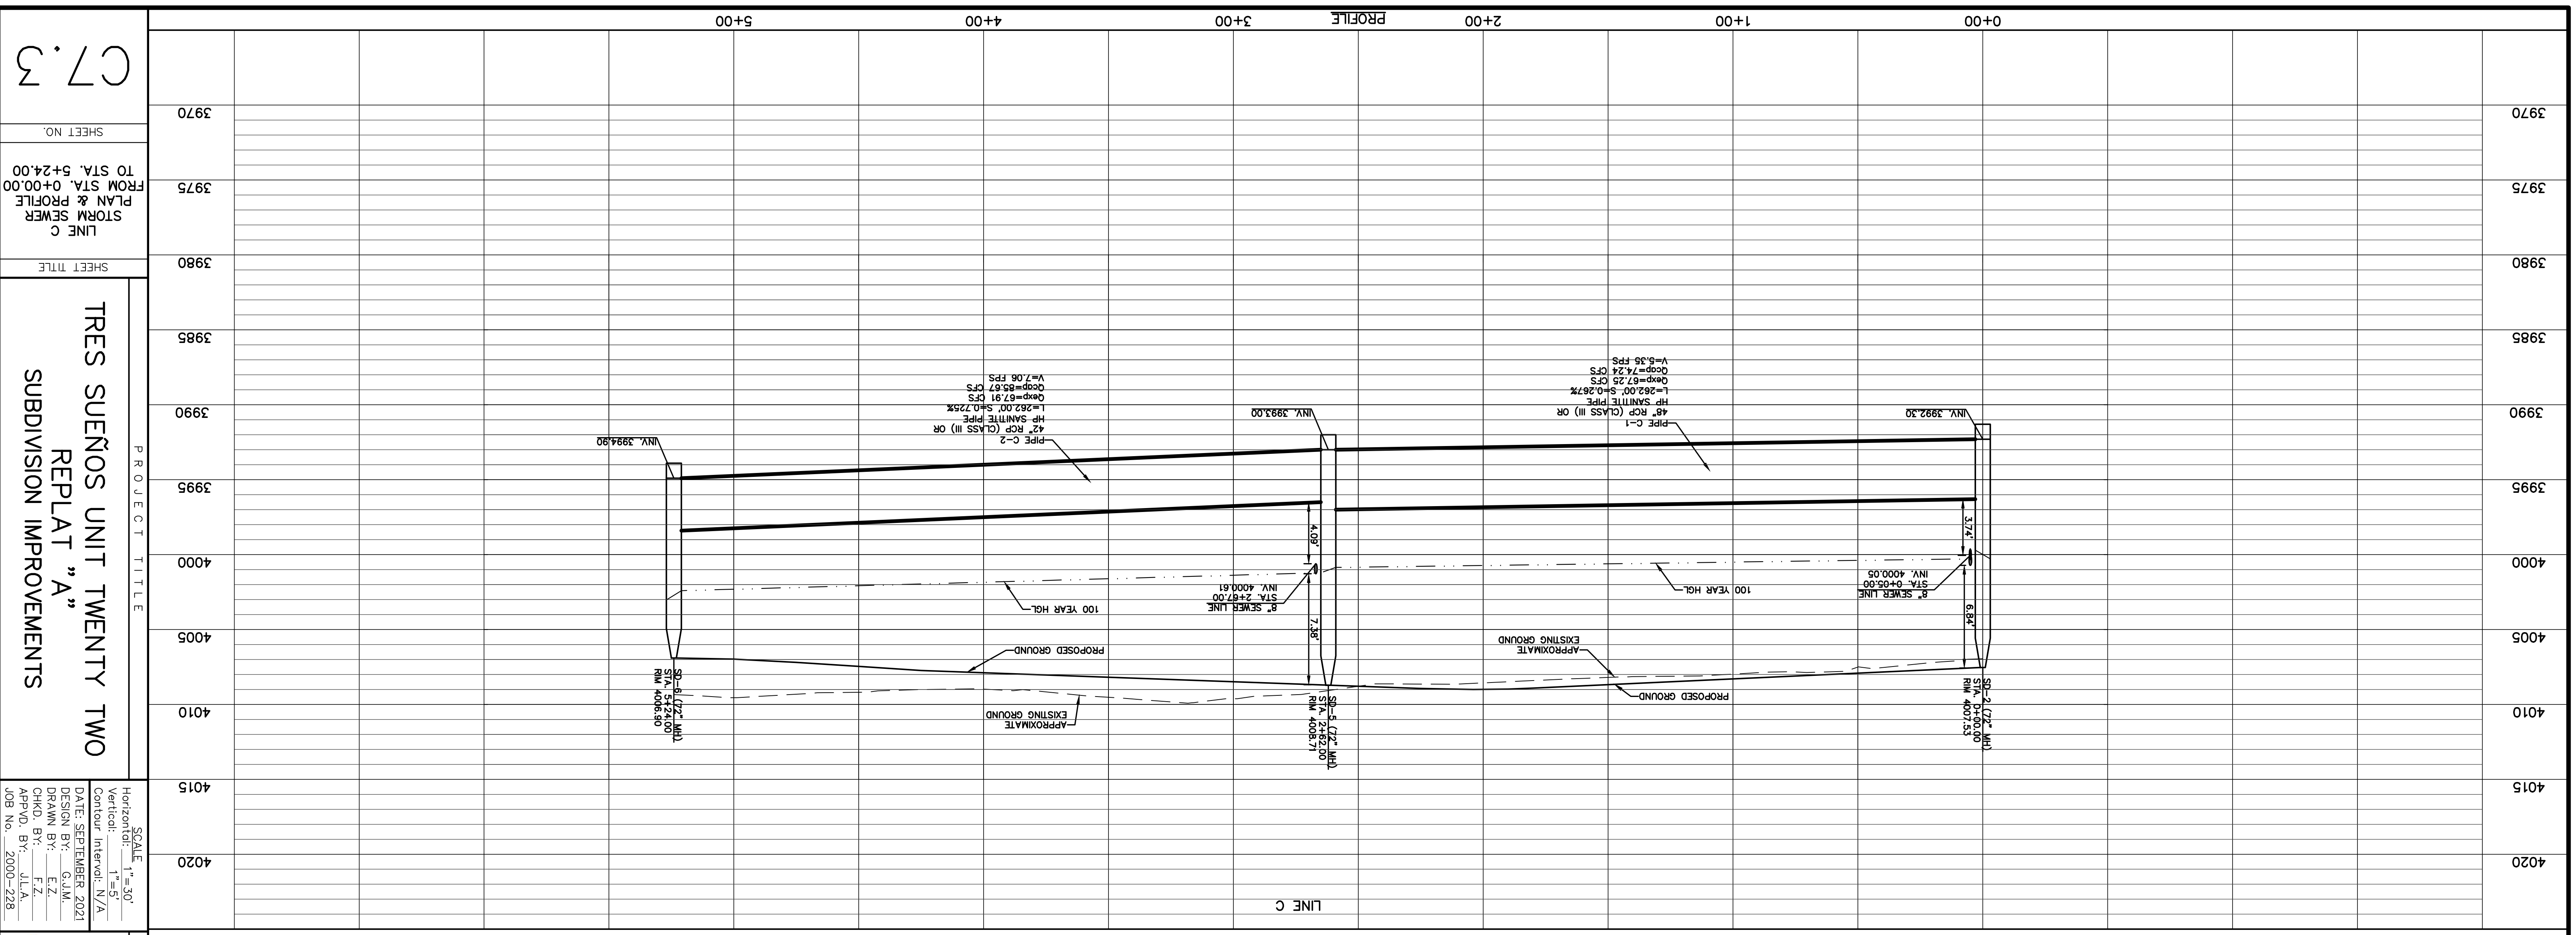 LINE C
4020
4015
4010
4005
4000
3995
3990
3985
3980
3975
3970
4020
4015
4010
4005
4000
3995
3990
3985
3980
3975
3970
SD-2 (72" MH)
STA. 0+00.00
RIM 4007.53
SD-5 (72" MH)
STA. 2+62.00
RIM 4008.71
SD-6 (72" MH)
STA. 5+24.00
RIM 4006.90
PROPOSED GROUND
APPROXIMATE
EXISTING GROUND
APPROXIMATE
EXISTING GROUND
PROPOSED GROUND
6.84'
8" SEWER LINE
STA. 0+05.00
INV. 4000.05
3.74'
100 YEAR HGL
7.38'
8" SEWER LINE
STA. 2+67.00
INV. 4000.61
4.09'
100 YEAR HGL
INV. 3992.30
PIPE C-1
48" RCP (CLASS III) OR
HP SANITITE PIPE
L=262.00', S=0.267%
Qexp=67.25 CFS
Qcap=74.24 CFS
V=5.35 FPS
INV. 3993.00
PIPE C-2
42" RCP (CLASS III) OR
HP SANITITE PIPE
L=262.00', S=0.725%
Qexp=67.91 CFS
Qcap=85.67 CFS
V=7.06 FPS
INV. 3994.90
0+00
1+00
2+00
3+00
4+00
5+00
PROFILE
SCALE
Horizontal: 1"=30'
Vertical: 1"=5'
Contour Interval: N/A
DATE: SEPTEMBER 2021
DESIGN BY: G.J.M.
DRAWN BY: E.Z.
CHKD. BY: F.Z.
APPVD. BY: J.L.A.
JOB No. 2000-228
PROJECT TITLE
TRES SUEÑOS UNIT TWENTY TWO
REPLAT "A"
SUBDIVISION IMPROVEMENTS
SHEET TITLE
LINE C
STORM SEWER
PLAN & PROFILE
FROM STA. 0+00.00
TO STA. 5+24.00
SHEET NO.
C7.3